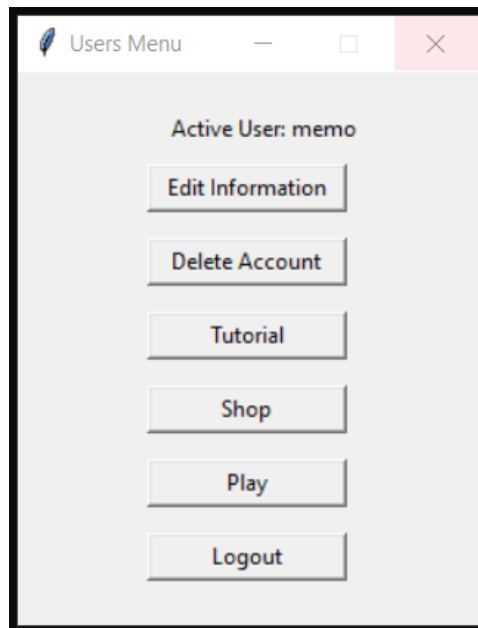 Users Menu
Active User: memo
Edit Information
Delete Account
Tutorial
Shop
Play
Logout